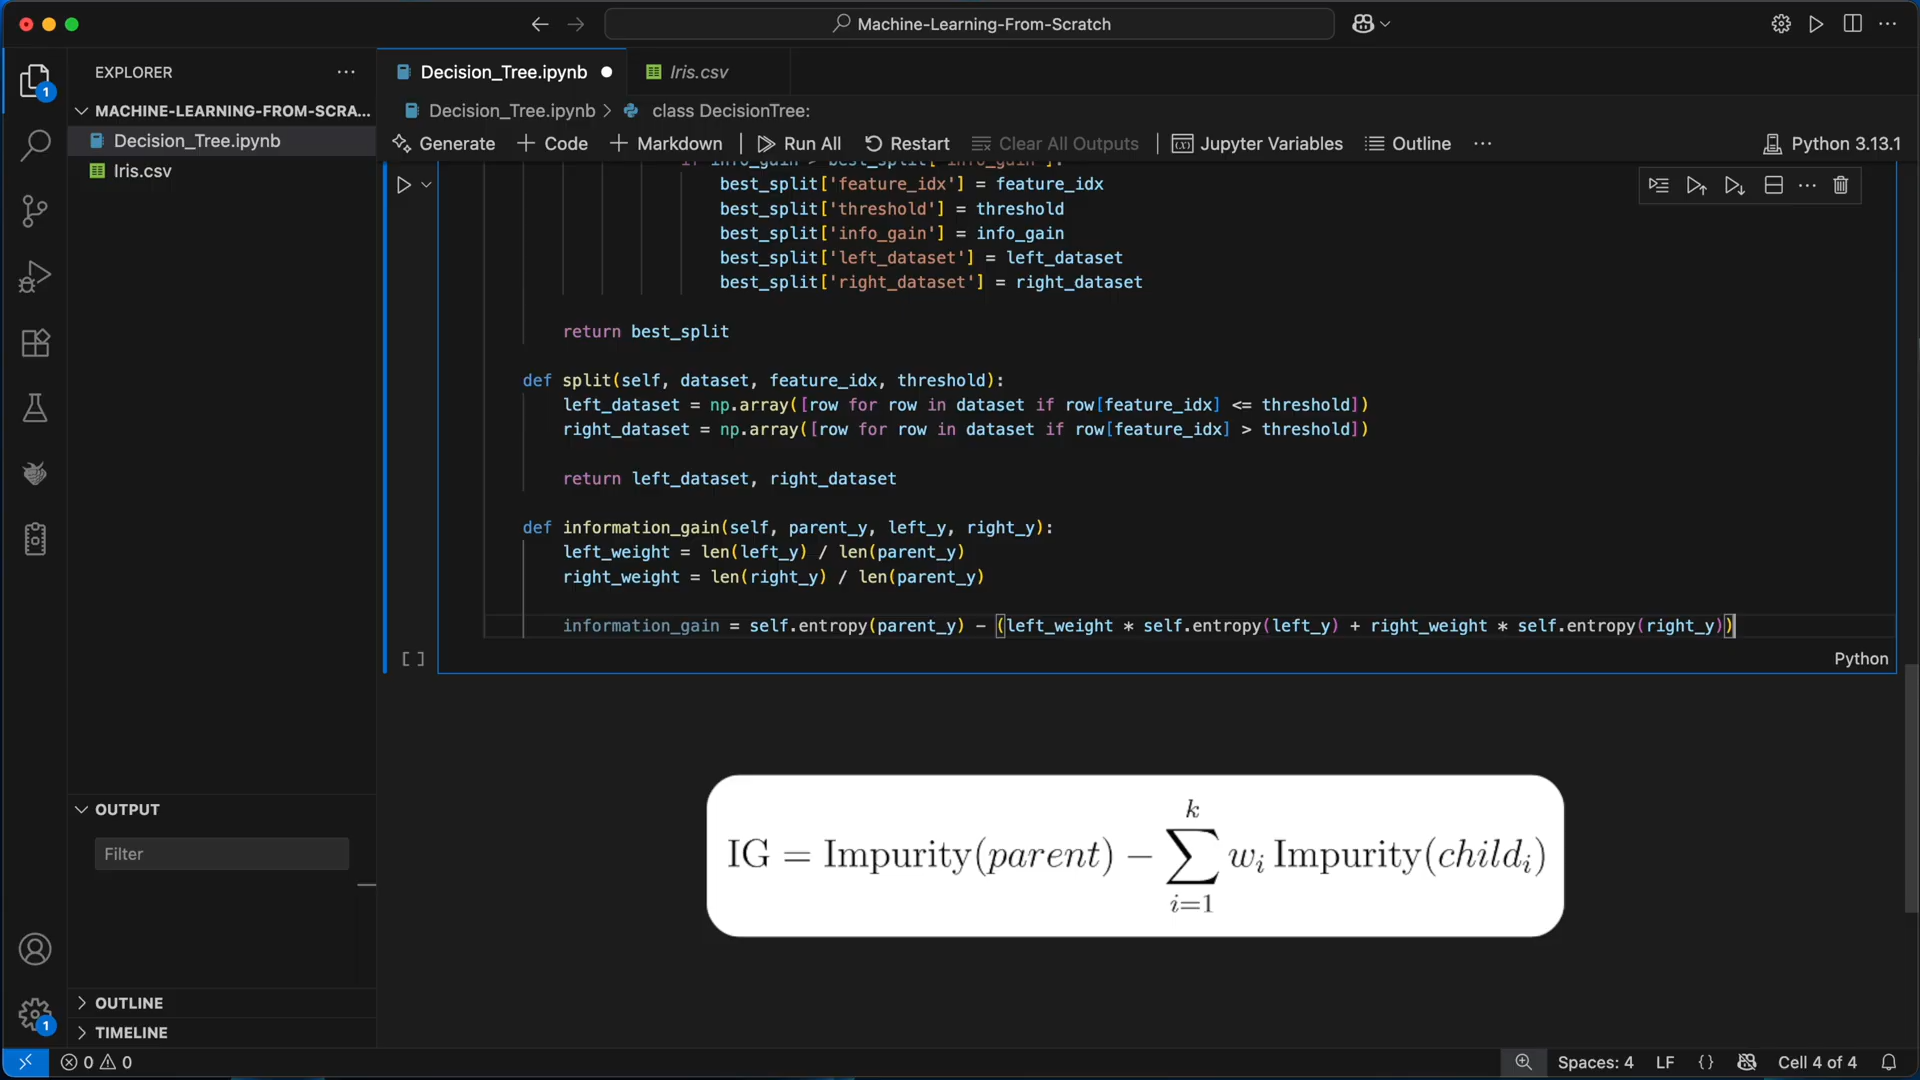 Machine-Learning-From-Scratch
EXPLORER
1
MACHINE-LEARNING-FROM-SCRA...
Decision_Tree.ipynb
Iris.csv
Decision_Tree.ipynb
Iris.csv
Decision_Tree.ipynb > class DecisionTree:
Generate + Code + Markdown Run All Restart Clear All Outputs Jupyter Variables Outline ... Python 3.13.1
if info_gain > best_split['info_gain']:
best_split['feature_idx'] = feature_idx
best_split['threshold'] = threshold
best_split['info_gain'] = info_gain
best_split['left_dataset'] = left_dataset
best_split['right_dataset'] = right_dataset
return best_split
def split(self, dataset, feature_idx, threshold):
left_dataset = np.array([row for row in dataset if row[feature_idx] <= threshold])
right_dataset = np.array([row for row in dataset if row[feature_idx] > threshold])
return left_dataset, right_dataset
def information_gain(self, parent_y, left_y, right_y):
left_weight = len(left_y) / len(parent_y)
right_weight = len(right_y) / len(parent_y)
information_gain = self.entropy(parent_y) - (left_weight * self.entropy(left_y) + right_weight * self.entropy(right_y))
[ ]
Python
IG = Impurity(parent) − ∑ᵢ₌₁ᵏ wᵢ Impurity(childᵢ)
OUTPUT
Filter
OUTLINE
1
TIMELINE
0 0
Spaces: 4 LF {} Cell 4 of 4